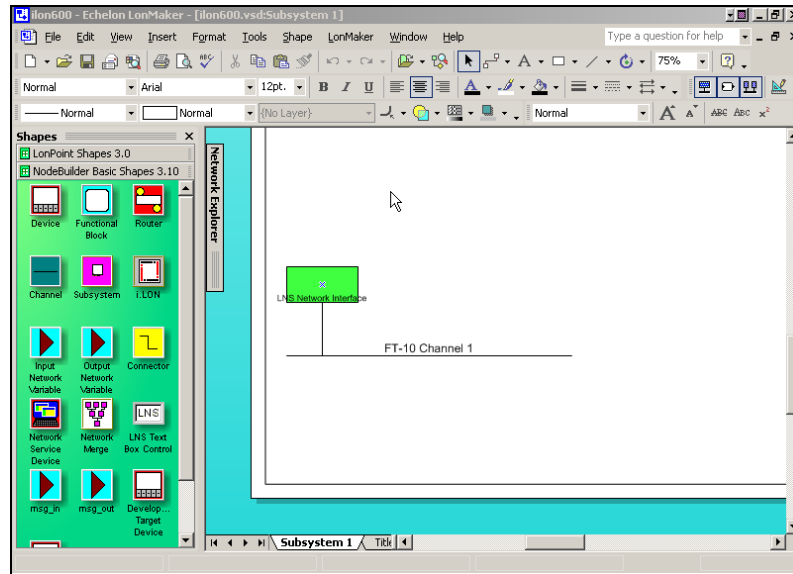 ilon600 - Echelon LonMaker - [ilon600.vsd:Subsystem 1]
File Edit View Insert Format Tools Shape LonMaker Window Help Type a question for help
75%
Normal Arial 12pt. B I U A
Normal Normal {No Layer} Normal A A ABC ABC x²
Shapes
LonPoint Shapes 3.0
NodeBuilder Basic Shapes 3.10
Device Functional Block Router
Channel Subsystem i.LON
Input Network Variable Output Network Variable Connector
LNS
Network Service Device Network Merge LNS Text Box Control
msg_in msg_out Develop... Target Device
Network Explorer
LNS Network Interface
FT-10 Channel 1
Subsystem 1 Title